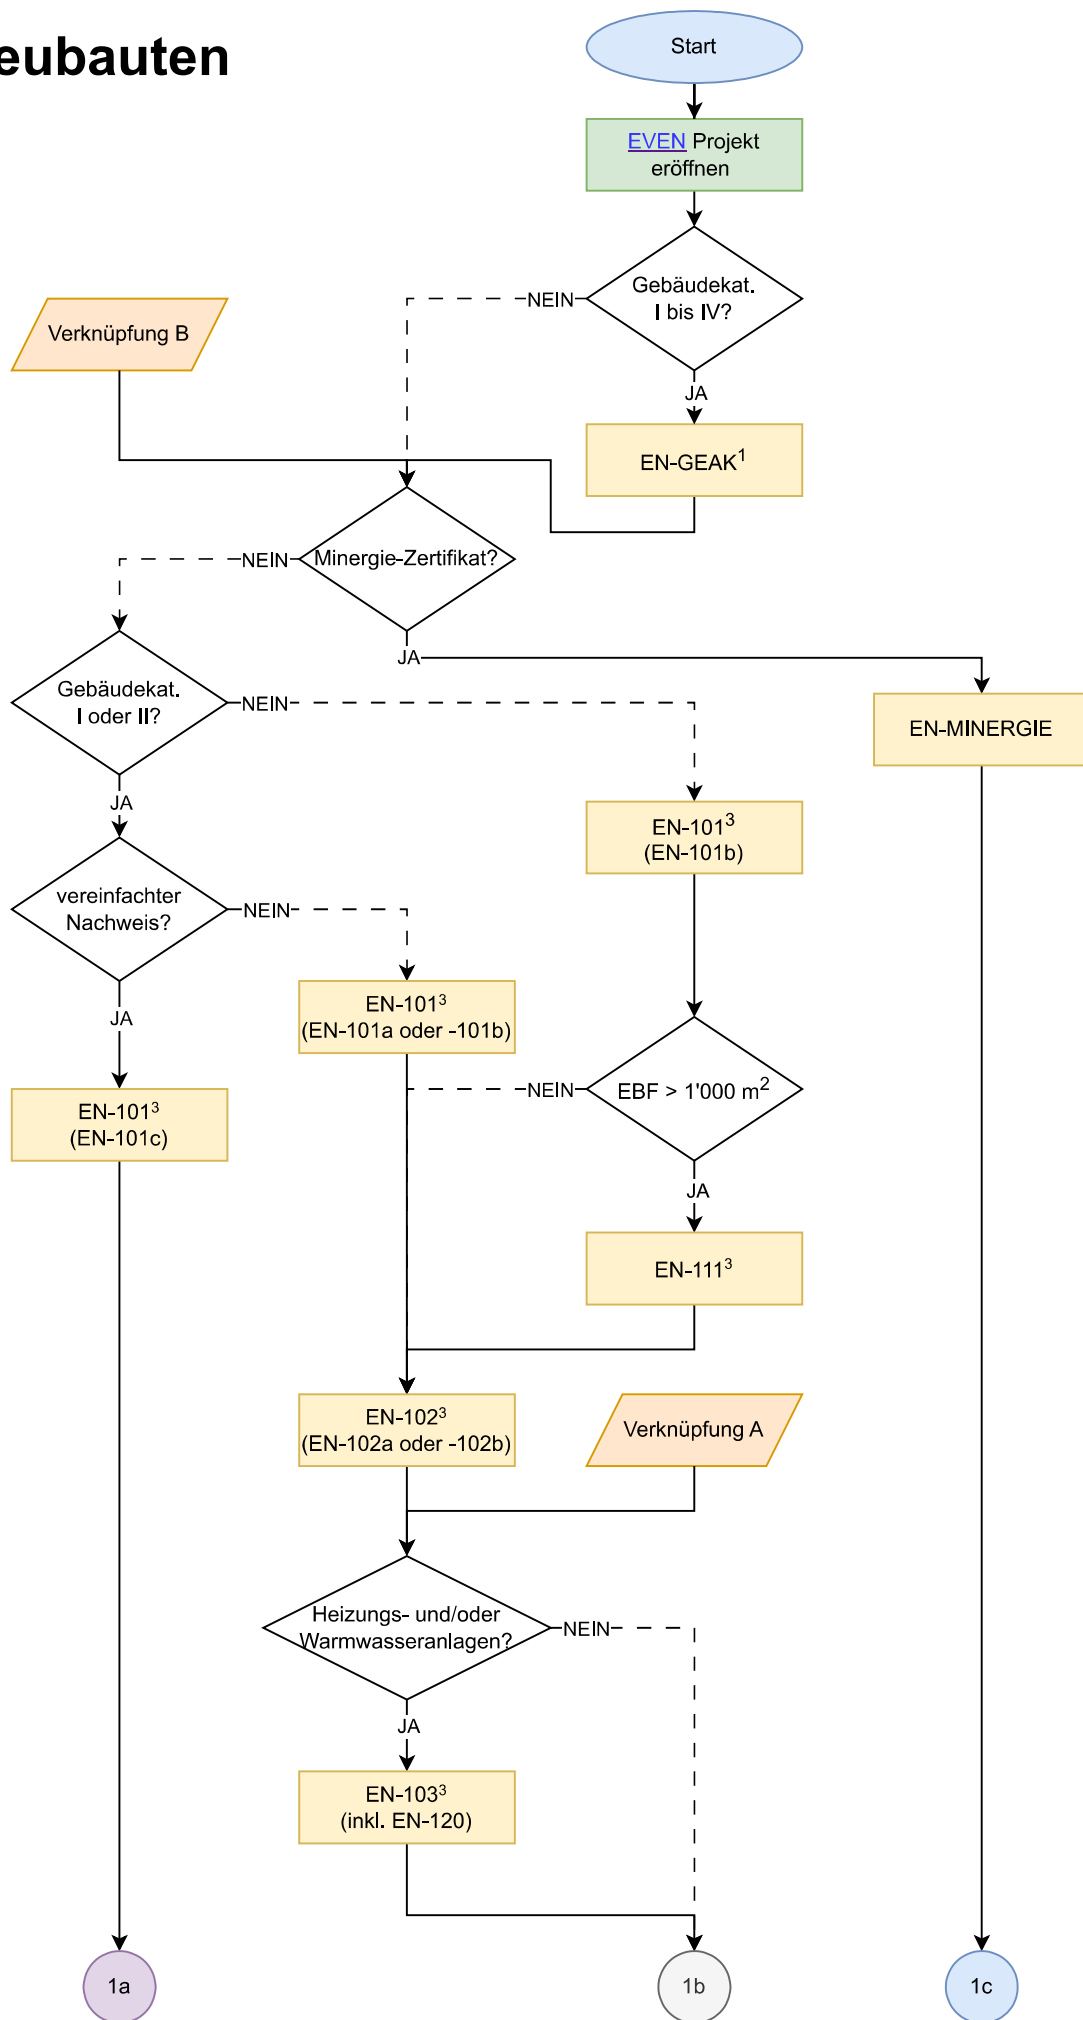 eubauten
Start
EVEN Projekt
eröffnen
Gebäudekat.
I bis IV?
NEIN
JA
Verknüpfung B
EN-GEAK¹
Minergie-Zertifikat?
NEIN
JA
Gebäudekat.
I oder II?
NEIN
JA
EN-MINERGIE
EN-101³
(EN-101b)
vereinfachter
Nachweis?
NEIN
JA
EN-101³
(EN-101a oder -101b)
EBF > 1'000 m²
NEIN
JA
EN-101³
(EN-101c)
EN-111³
EN-102³
(EN-102a oder -102b)
Verknüpfung A
Heizungs- und/oder
Warmwasseranlagen?
NEIN
JA
EN-103³
(inkl. EN-120)
1a
1b
1c